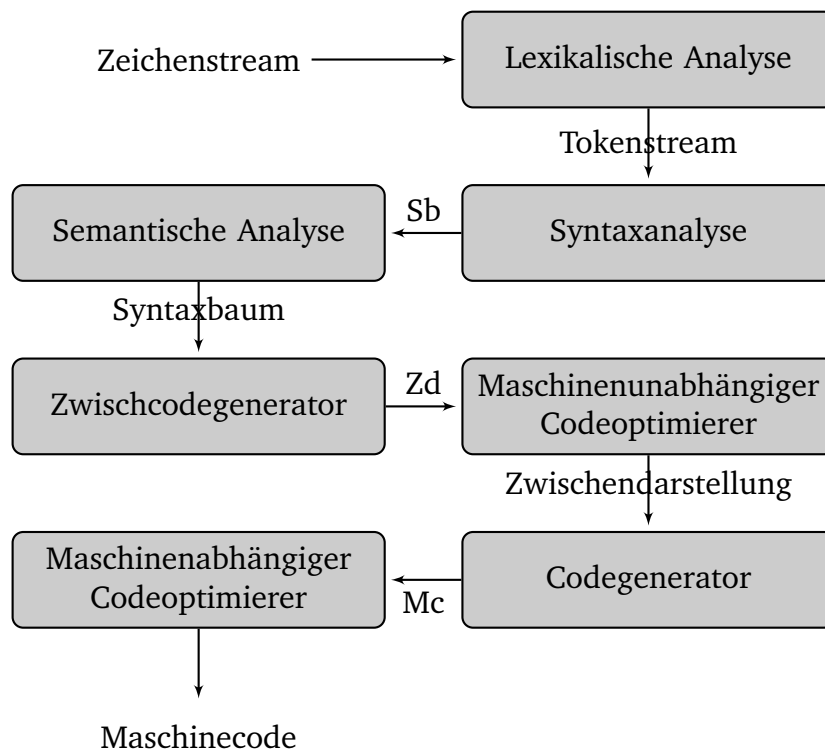 Zeichenstream
Lexikalische Analyse
Tokenstream
Semantische Analyse
Sb
Syntaxanalyse
Syntaxbaum
Zwischcodegenerator
Zd
Maschinenunabhängiger
Codeoptimierer
Zwischendarstellung
Maschinenabhängiger
Codeoptimierer
Mc
Codegenerator
Maschinecode